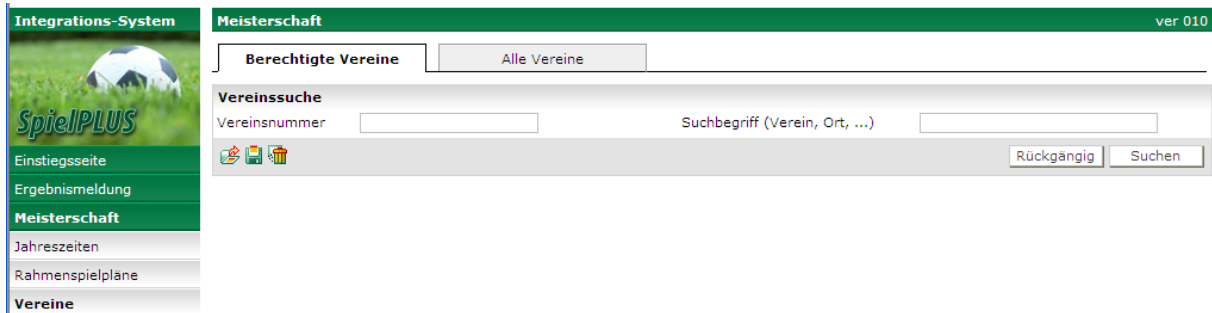 Integrations-System
SpielPLUS
Einstiegsseite
Ergebnismeldung
Meisterschaft
Jahreszeiten
Rahmenspielpläne
Vereine
Meisterschaft ver 010
Berechtigte Vereine Alle Vereine
Vereinssuche
Vereinsnummer Suchbegriff (Verein, Ort, ...)
Rückgängig Suchen